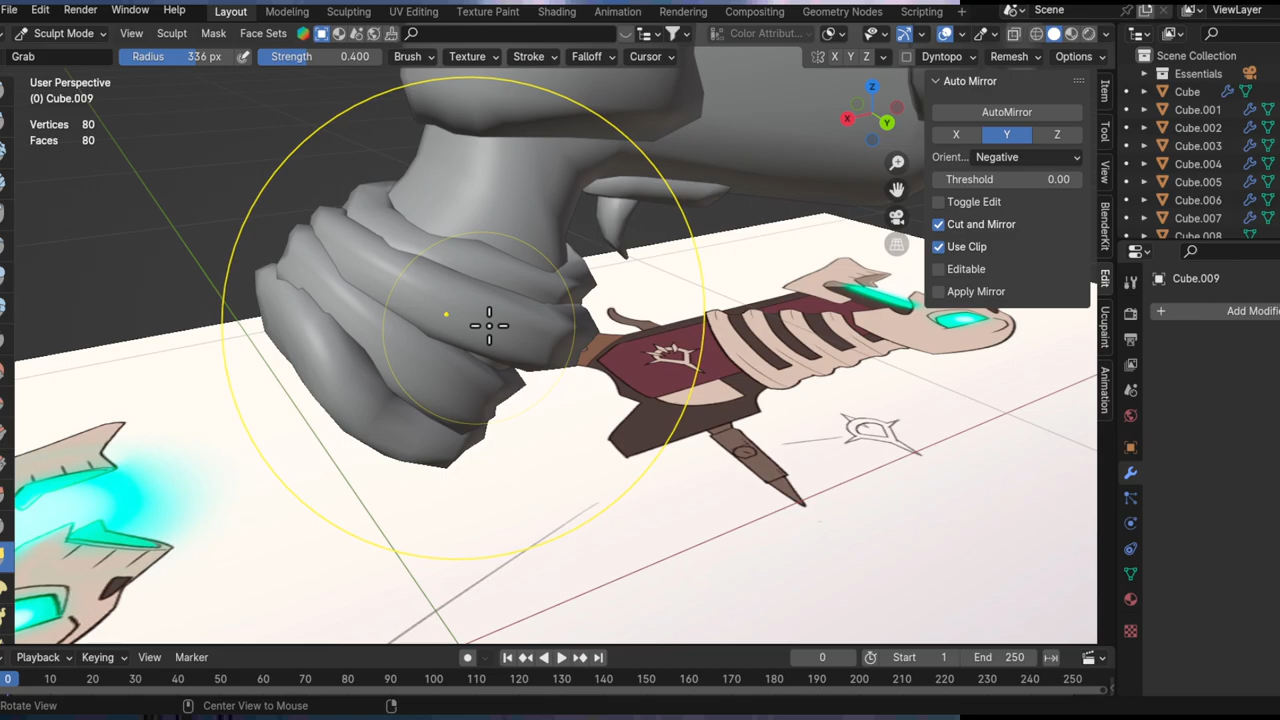 File Edit Render Window Help Layout Modeling Sculpting UV Editing Texture Paint Shading Animation Rendering Compositing Geometry Nodes Scripting + Scene ViewLayer
Sculpt Mode View Sculpt Mask Face Sets Color Attribut...
Grab Radius 336 px Strength 0.400 Brush Texture Stroke Falloff Cursor X Y Z Dyntopo Remesh Options
User Perspective
(0) Cube.009
Vertices 80
Faces 80
Z
X
Y
Auto Mirror
AutoMirror
X Y Z
Orient... Negative
Threshold 0.00
Toggle Edit
Cut and Mirror
Use Clip
Editable
Apply Mirror
Item
Tool
View
BlenderKit
Edit
Ucupaint
Animation
Scene Collection
Essentials
Cube
Cube.001
Cube.002
Cube.003
Cube.004
Cube.005
Cube.006
Cube.007
Cube.008
Cube.009
+ Add Modifi
Playback Keying View Marker 0 Start 1 End 250
0 10 20 30 40 50 60 70 80 90 100 110 120 130 140 150 160 170 180 190 200 210 220 230 240 250
Rotate View Center View to Mouse